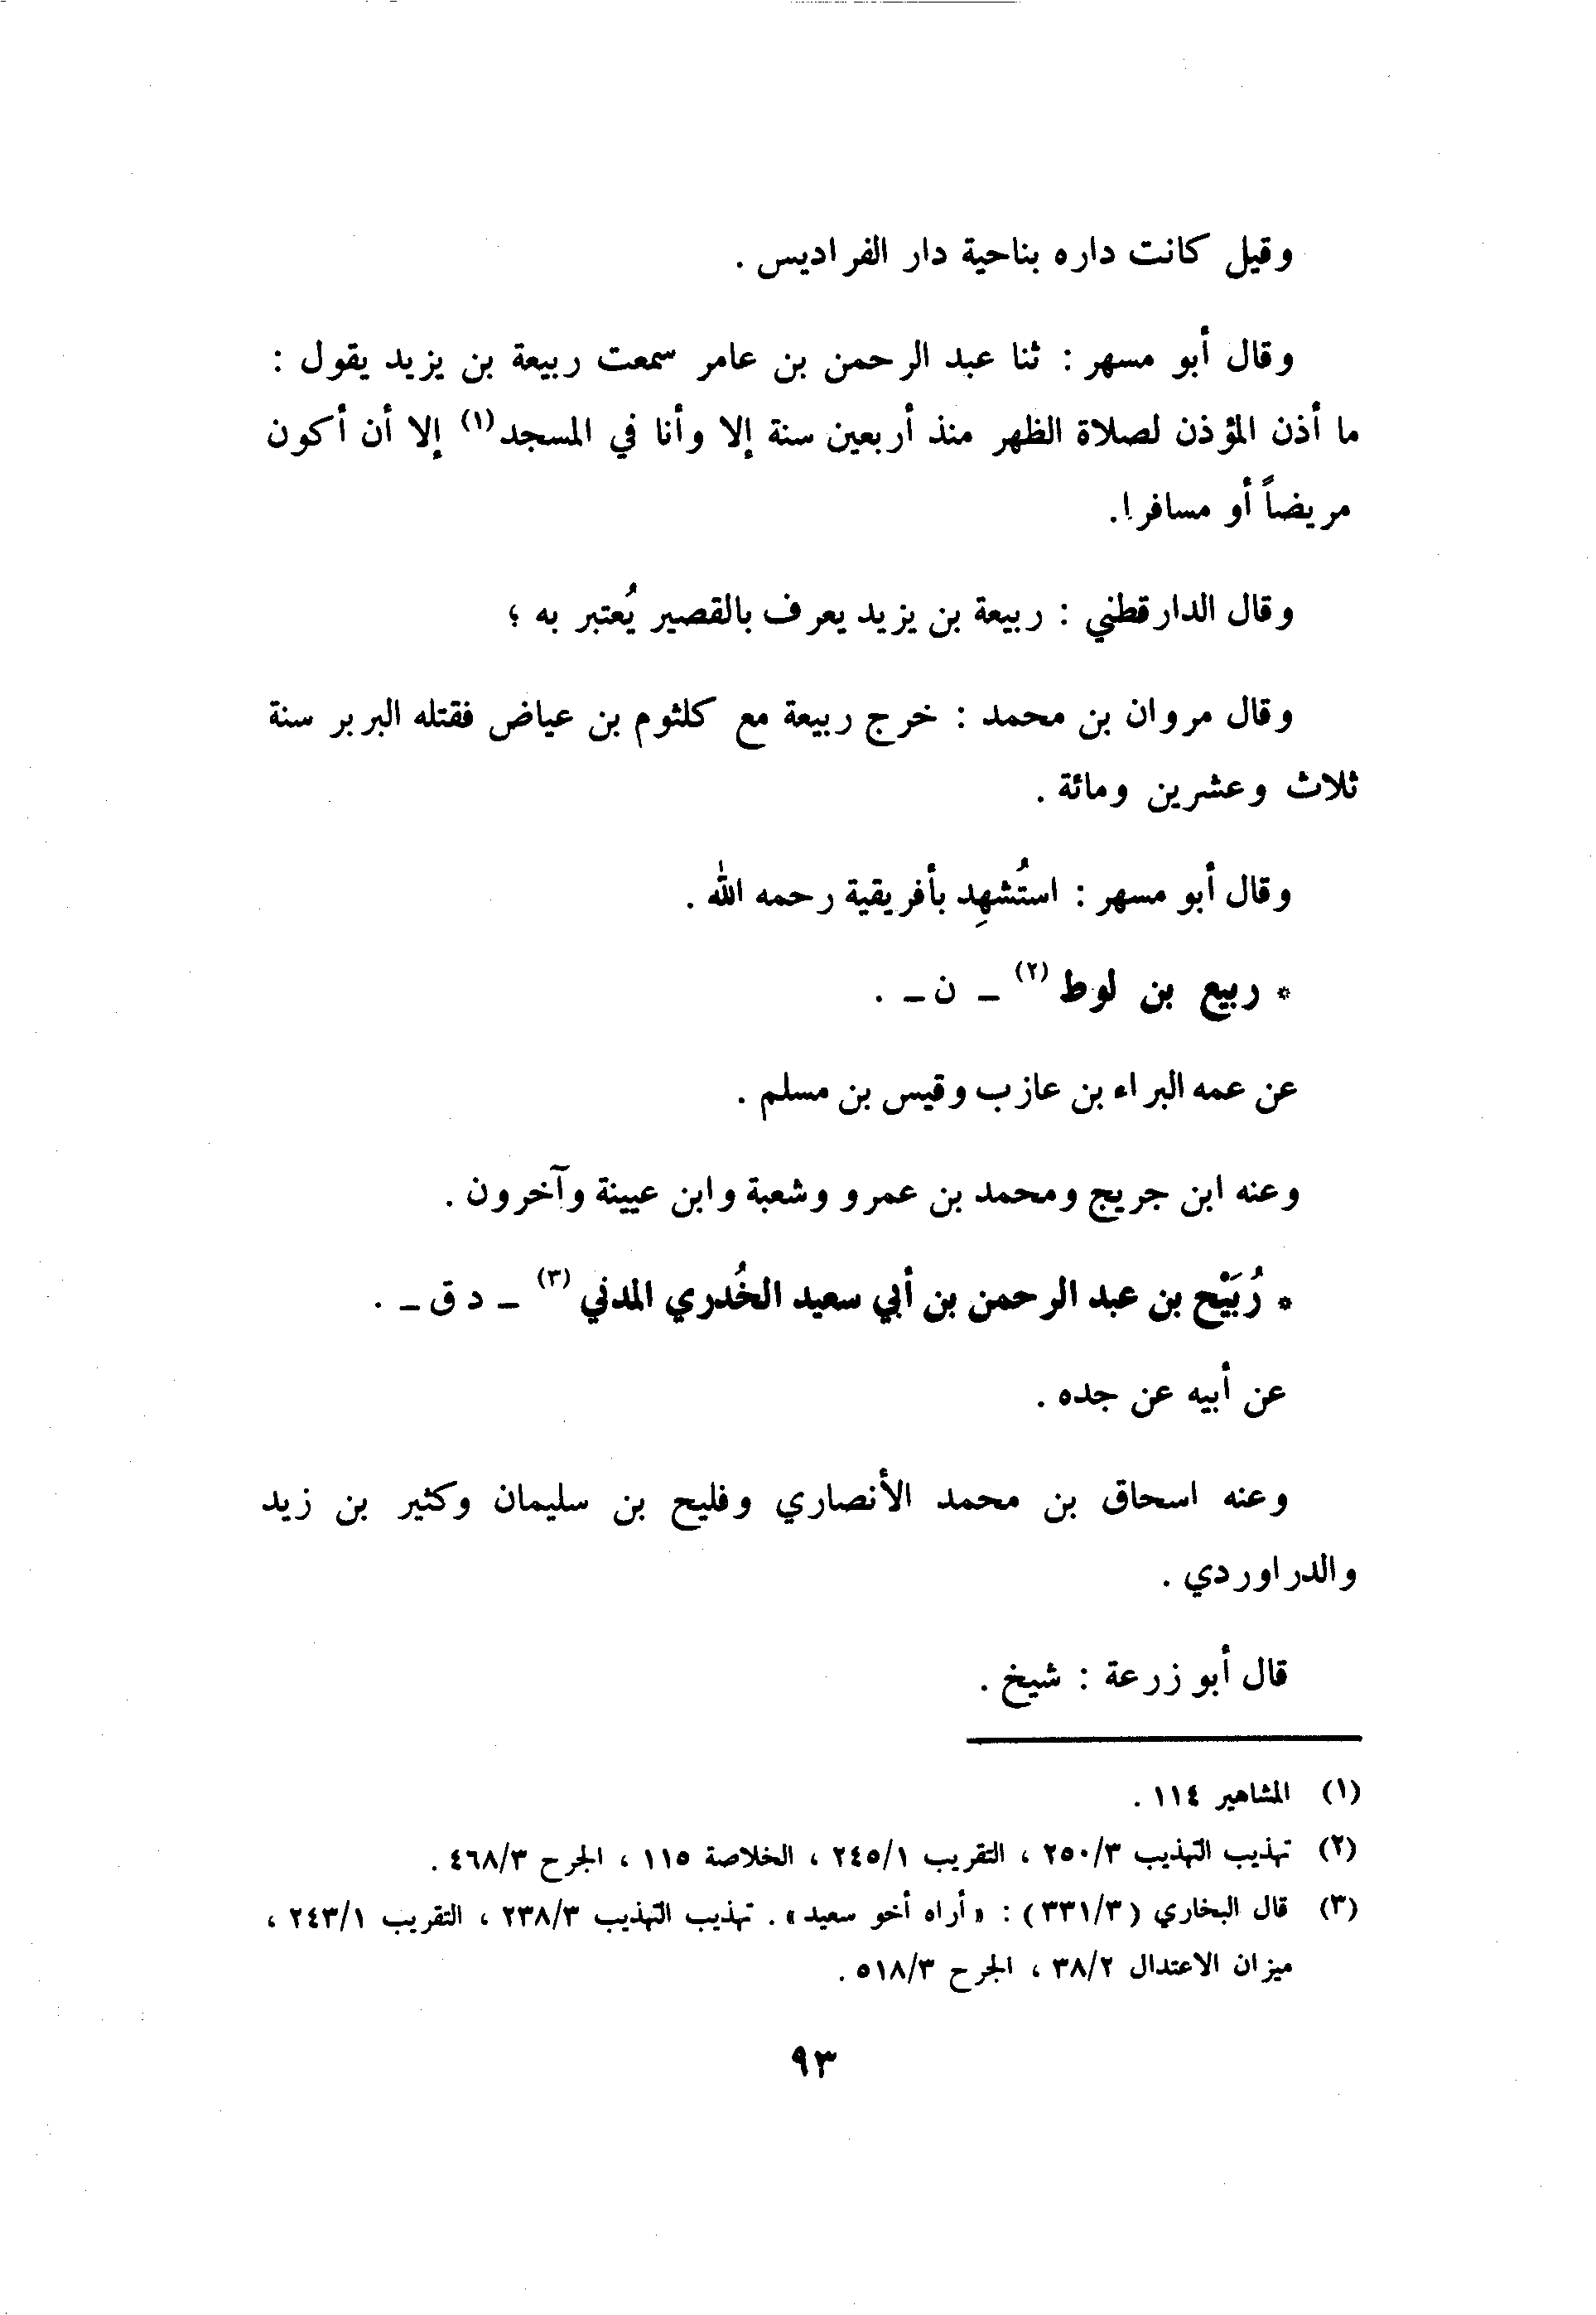 وقيل كانت داره بناحية دار الفراديس .
وقال أبو مسهر : ثنا عبد الرحمن بن عامر سمعت ربيعة بن يزيد يقول :
ما أذن المؤذن لصلاة الظهر منذ أربعين سنة إلا وأنا في المسجد(١) إلا أن أكون
مريضاً أو مسافرا.
وقال الدارقطني : ربيعة بن يزيد يعرف بالقصير يُعتبر به ؛
وقال مروان بن محمد : خرج ربيعة مع كلثوم بن عياض فقتله البربر سنة
ثلاث وعشرين ومائة .
وقال أبو مسهر : استُشهِد بأفريقية رحمه الله .
* ربيع بن لوط (٢) ـ ن ـ .
عن عمه البراء بن عازب وقيس بن مسلم .
وعنه ابن جريج ومحمد بن عمرو وشعبة وابن عيينة وآخرون .
* رُبَيْح بن عبد الرحمن بن أبي سعيد الخُدري المدني (٣) ـ د ق ـ .
عن أبيه عن جده .
وعنه اسحاق بن محمد الأنصاري وفليح بن سليمان وكثير بن زيد
والدراوردي .
قال أبو زرعة : شيخ .
(١) المشاهير ١١٤ .
(٢) تهذيب التهذيب ٢٥٠/٣ ، التقريب ٢٤٥/١ ، الخلاصة ١١٥ ، الجرح ٤٦٨/٣ .
(٣) قال البخاري (٣٣١/٣) : «أراه أخو سعيد» . تهذيب التهذيب ٢٣٨/٣ ، التقريب ٢٤٣/١ ،
ميزان الاعتدال ٣٨/٢ ، الجرح ٥١٨/٣ .
٩٣